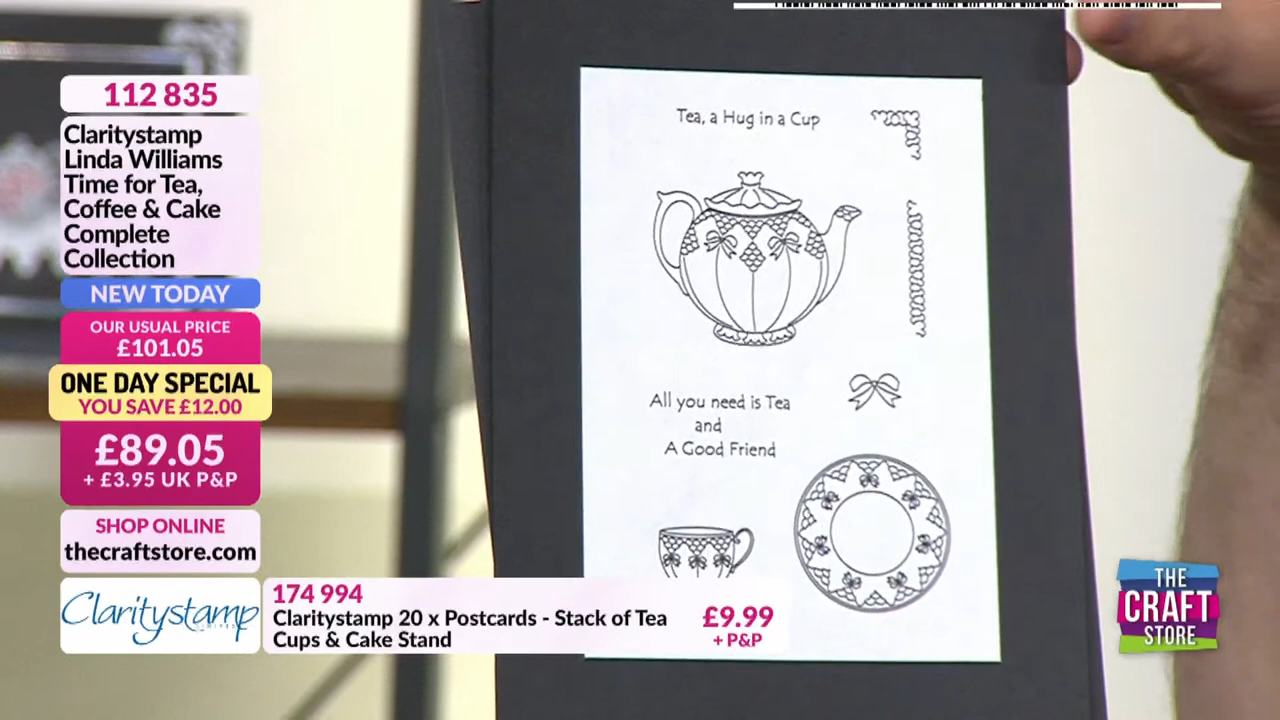 112 835
Claritystamp
Linda Williams
Time for Tea,
Coffee & Cake
Complete
Collection
NEW TODAY
OUR USUAL PRICE
£101.05
ONE DAY SPECIAL
YOU SAVE £12.00
£89.05
+ £3.95 UK P&P
SHOP ONLINE
thecraftstore.com
Claritystamp
LIMITED
174 994
Claritystamp 20 x Postcards - Stack of Tea
Cups & Cake Stand
£9.99
+ P&P
Tea, a Hug in a Cup
All you need is Tea
and
A Good Friend
THE
CRAFT
STORE